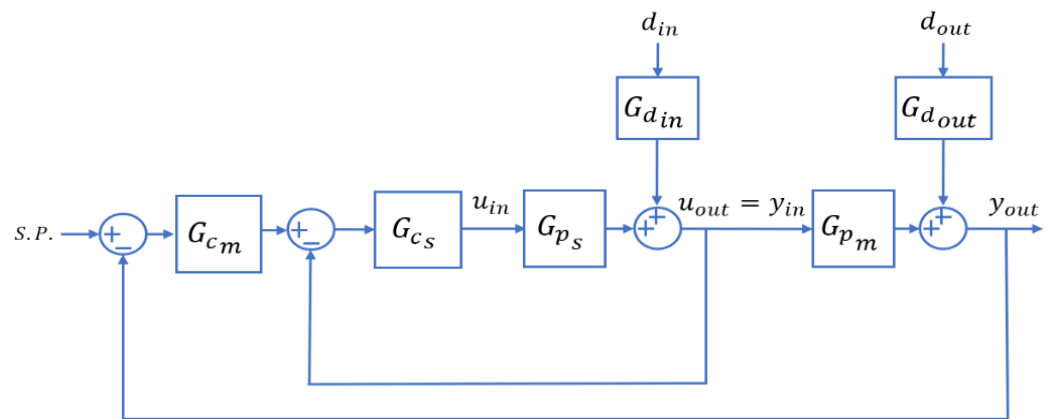 d_in
d_out
G_d_in
G_d_out
S.P.
+
−
G_c_m
+
−
G_c_s
u_in
G_p_s
+
+
u_out = y_in
G_p_m
+
+
y_out